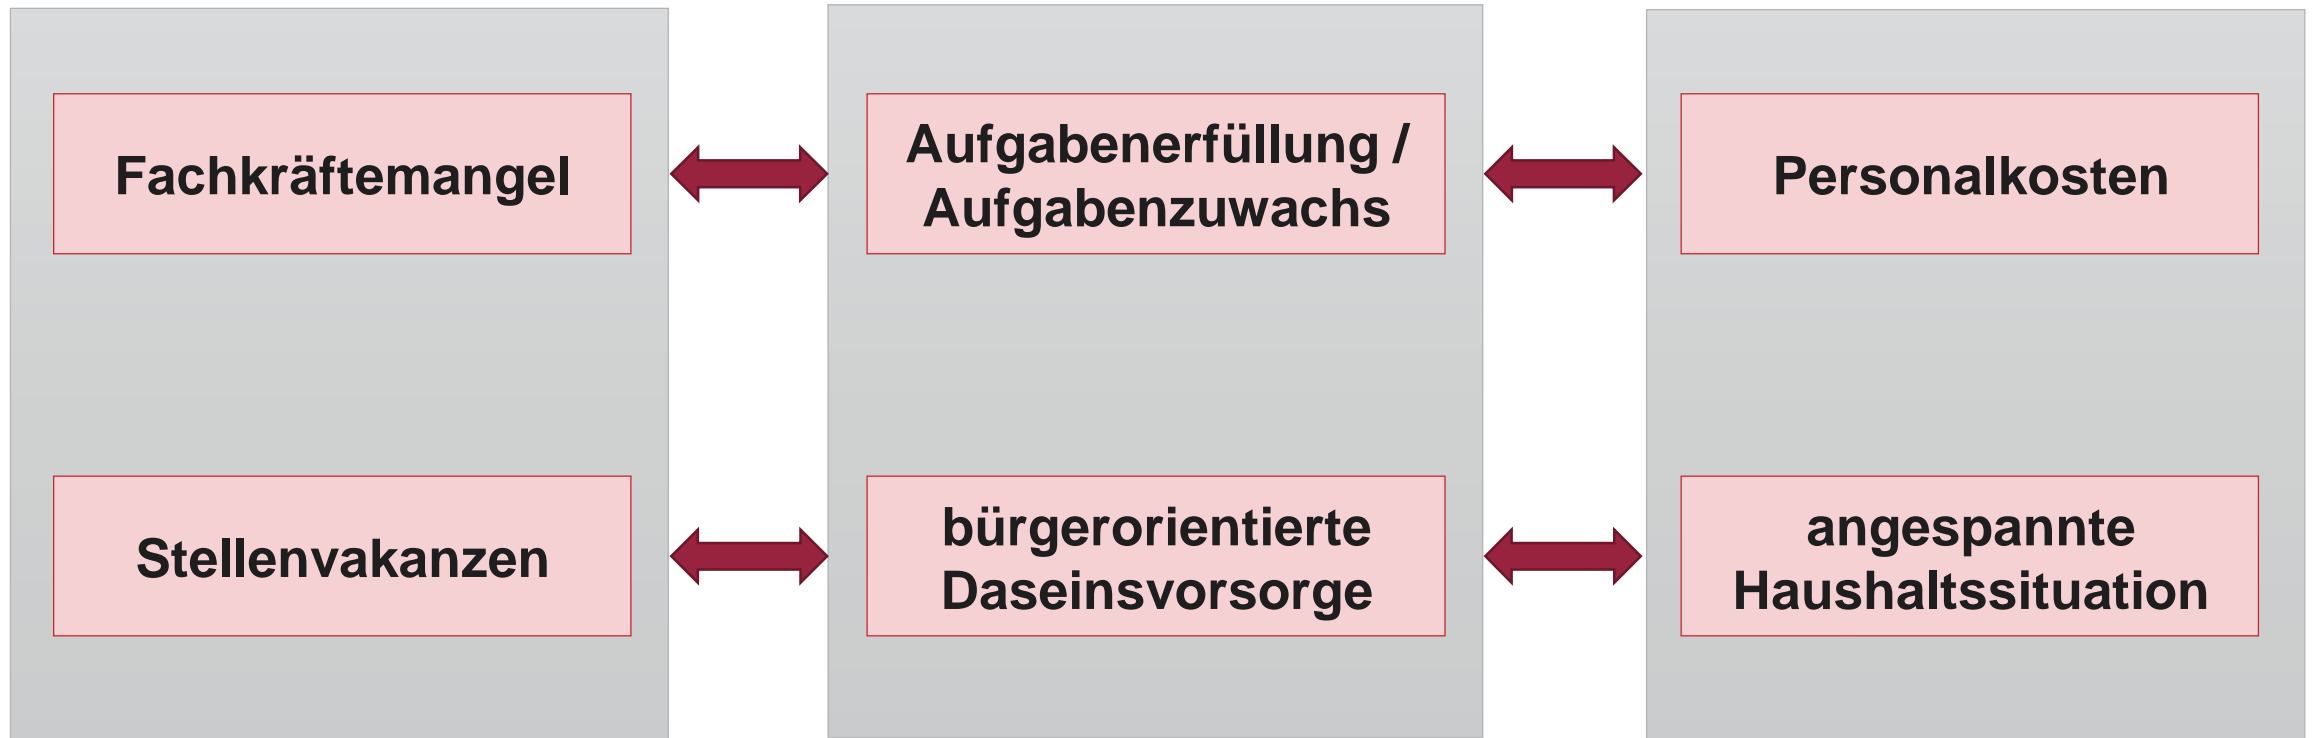 Fachkräftemangel
Aufgabenerfüllung /
Aufgabenzuwachs
Personalkosten
Stellenvakanzen
bürgerorientierte
Daseinsvorsorge
angespannte
Haushaltssituation